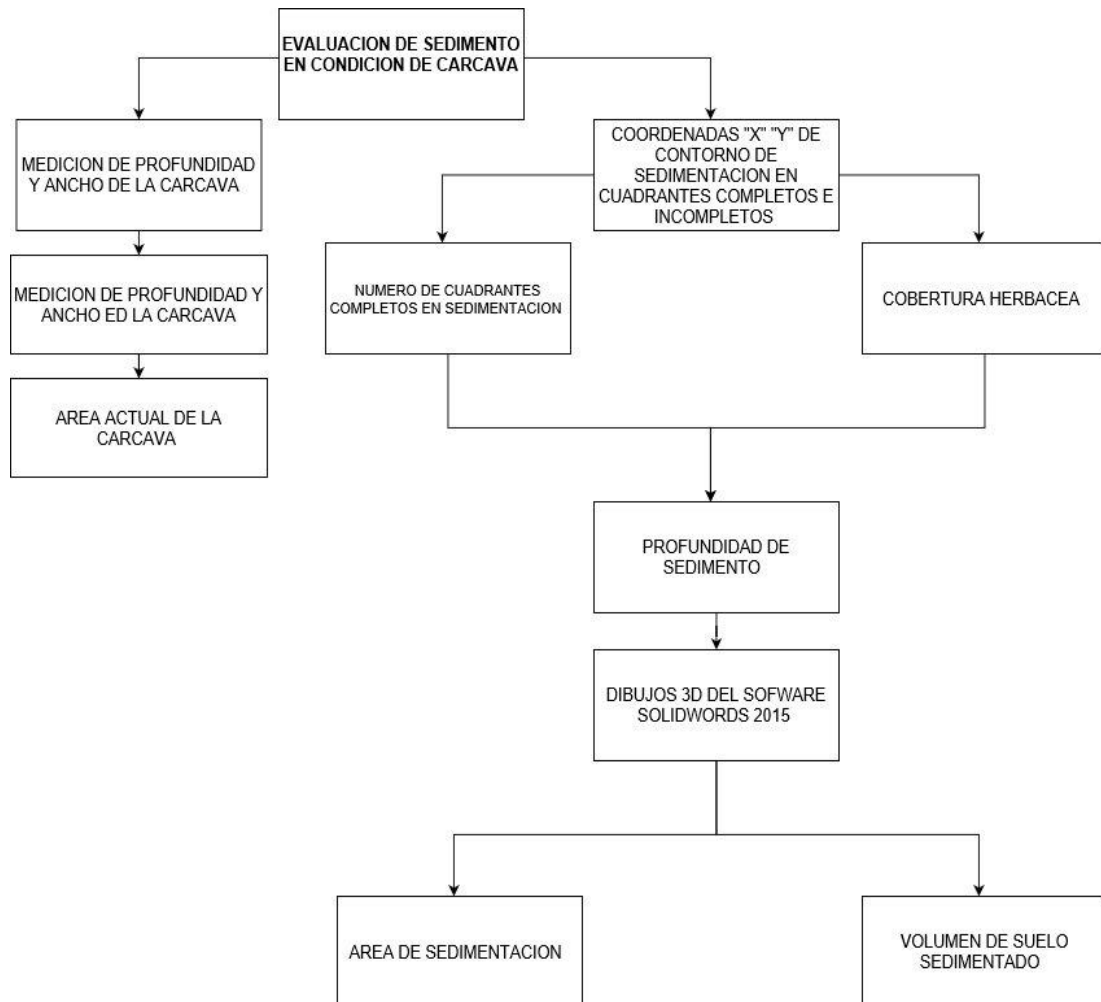 EVALUACION DE SEDIMENTO
EN CONDICION DE CARCAVA
MEDICION DE PROFUNDIDAD
Y ANCHO DE LA CARCAVA
COORDENADAS "X" "Y" DE
CONTORNO DE
SEDIMENTACION EN
CUADRANTES COMPLETOS E
INCOMPLETOS
MEDICION DE PROFUNDIDAD Y
ANCHO ED LA CARCAVA
NUMERO DE CUADRANTES
COMPLETOS EN SEDIMENTACION
COBERTURA HERBACEA
AREA ACTUAL DE LA
CARCAVA
PROFUNDIDAD DE
SEDIMENTO
DIBUJOS 3D DEL SOFWARE
SOLIDWORDS 2015
AREA DE SEDIMENTACION
VOLUMEN DE SUELO
SEDIMENTADO